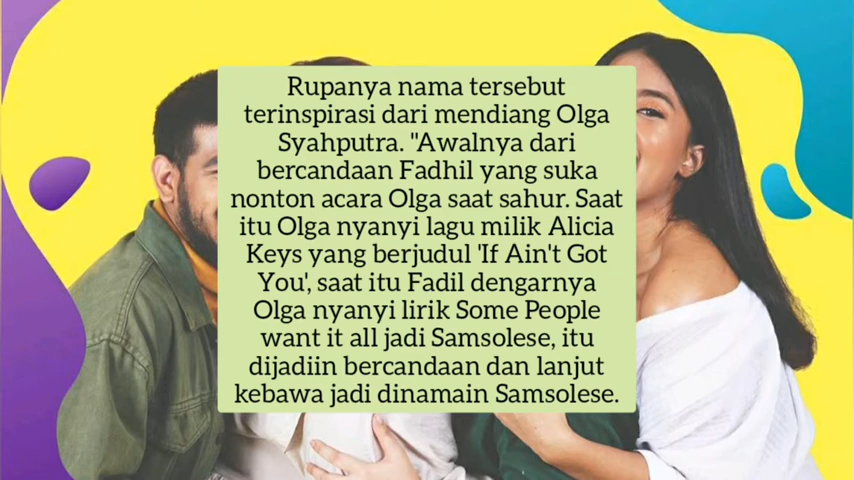 Rupanya nama tersebut
terinspirasi dari mendiang Olga
Syahputra. "Awalnya dari
bercandaan Fadhil yang suka
nonton acara Olga saat sahur. Saat
itu Olga nyanyi lagu milik Alicia
Keys yang berjudul 'If Ain't Got
You', saat itu Fadil dengarnya
Olga nyanyi lirik Some People
want it all jadi Samsolese, itu
dijadiin bercandaan dan lanjut
kebawa jadi dinamain Samsolese.